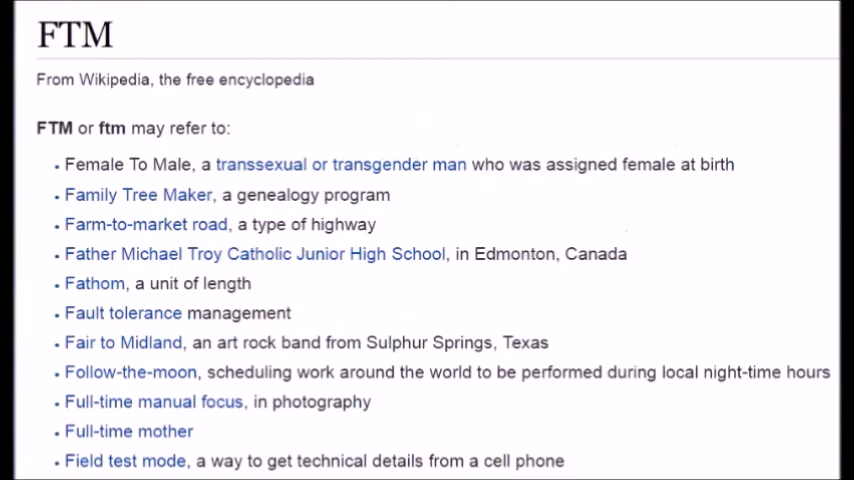 FTM
From Wikipedia, the free encyclopedia
FTM or ftm may refer to:
• Female To Male, a transsexual or transgender man who was assigned female at birth
• Family Tree Maker, a genealogy program
• Farm-to-market road, a type of highway
• Father Michael Troy Catholic Junior High School, in Edmonton, Canada
• Fathom, a unit of length
• Fault tolerance management
• Fair to Midland, an art rock band from Sulphur Springs, Texas
• Follow-the-moon, scheduling work around the world to be performed during local night-time hours
• Full-time manual focus, in photography
• Full-time mother
• Field test mode, a way to get technical details from a cell phone